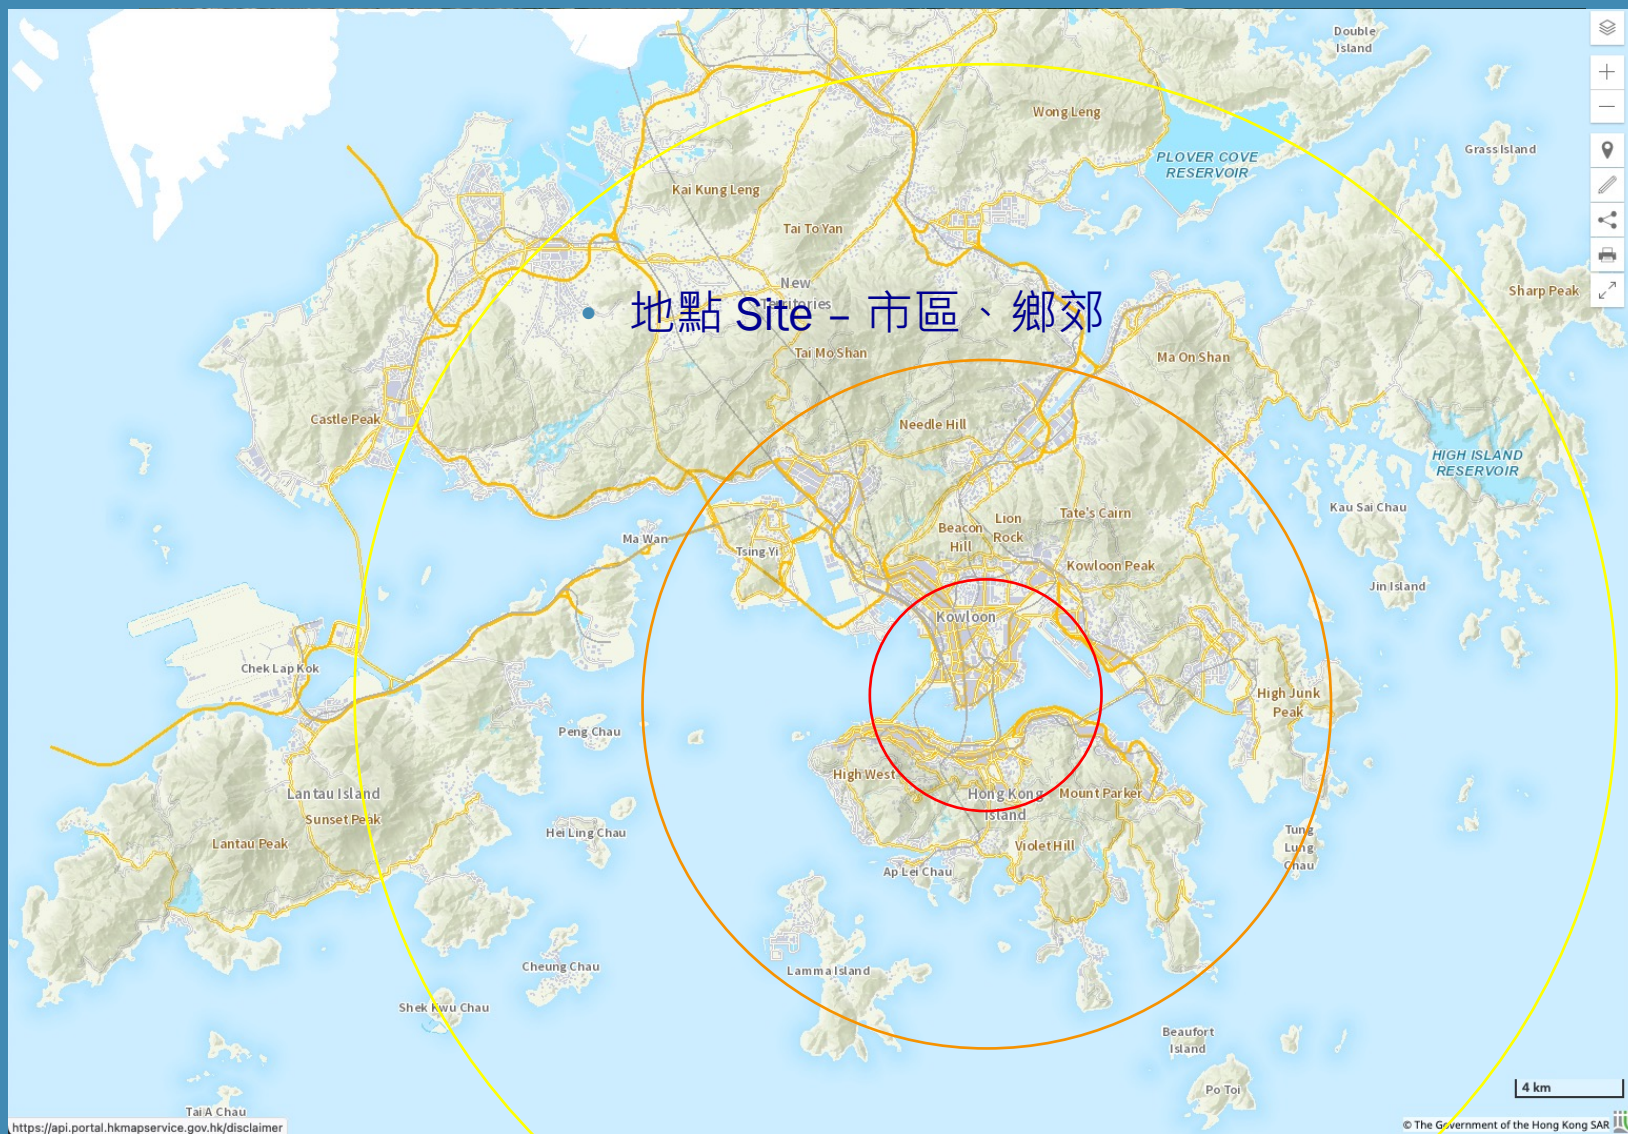 Double
Island
Wong Leng
Grass Island
PLOVER COVE
RESERVOIR
Kai Kung Leng
Tai To Yan
New
Territories
Sharp Peak
• 地點 Site – 市區、鄉郊
Tai Mo Shan
Ma On Shan
Castle Peak
Needle Hill
HIGH ISLAND
RESERVOIR
Kau Sai Chau
Tate's Cairn
Lion
Rock
Beacon
Hill
Ma Wan
Tsing Yi
Kowloon Peak
Jin Island
Kowloon
Chek Lap Kok
High Junk
Peak
Peng Chau
High West
Hong Kong
Island
Mount Parker
Lantau Island
Sunset Peak
Lantau Peak
Hei Ling Chau
Tung
Lung
Chau
Violet Hill
Ap Lei Chau
Cheung Chau
Lamma Island
Shek Kwu Chau
Beaufort
Island
Po Toi
4 km
Tai A Chau
https://api.portal.hkmapservice.gov.hk/disclaimer
© The Government of the Hong Kong SAR